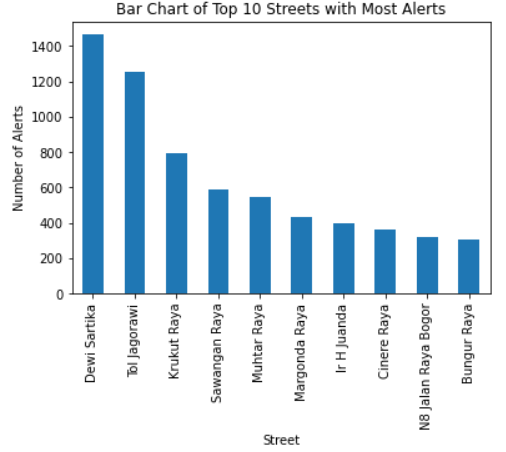 Bar Chart of Top 10 Streets with Most Alerts
Number of Alerts
1400
1200
1000
800
600
400
200
0
Dewi Sartika
Tol Jagorawi
Krukut Raya
Sawangan Raya
Muhtar Raya
Margonda Raya
Ir H Juanda
Cinere Raya
N8 Jalan Raya Bogor
Bungur Raya
Street